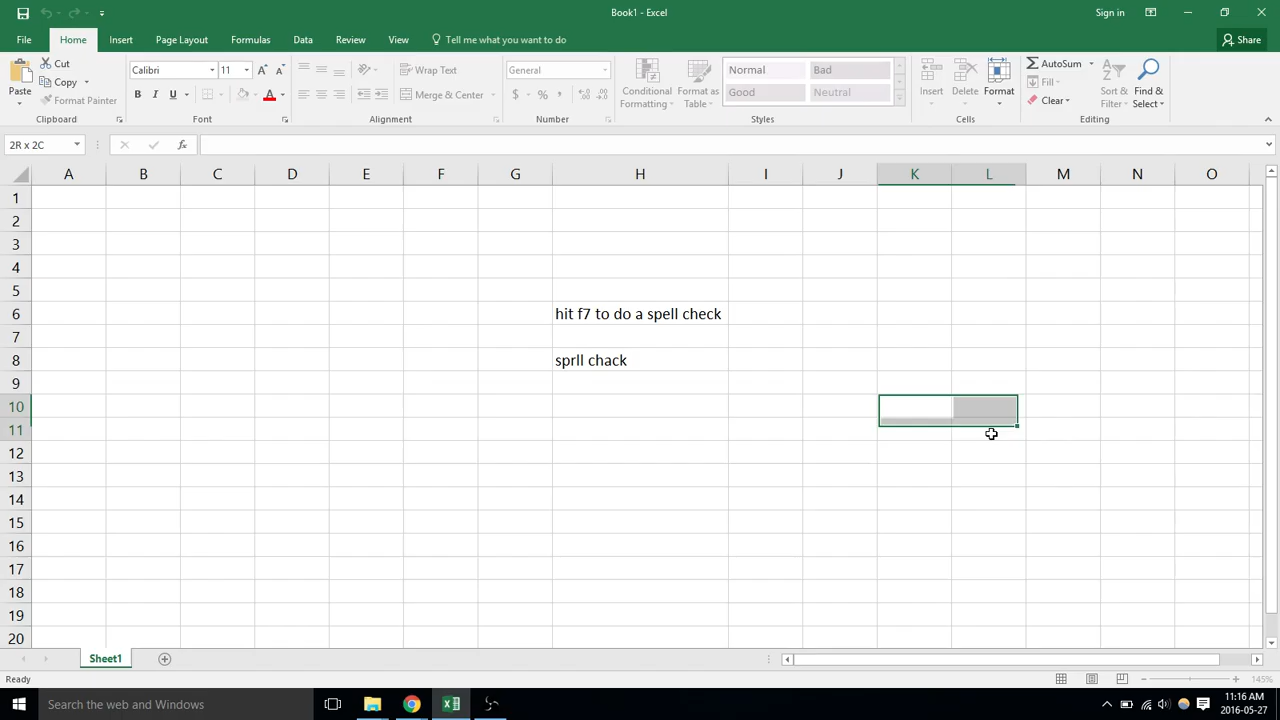 Book1 - Excel
Sign in
File Home Insert Page Layout Formulas Data Review View Tell me what you want to do Share
Paste
Cut
Copy
Format Painter
Clipboard
Calibri 11
B I U
Font
Wrap Text
Merge & Center
Alignment
General
$ % ,
Number
Conditional Formatting
Format as Table
Normal Bad
Good Neutral
Styles
Insert Delete Format
Cells
AutoSum
Fill
Clear
Sort & Filter
Find & Select
Editing
2R x 2C fx
A B C D E F G H I J K L M N O
1
2
3
4
5
6 hit f7 to do a spell check
7
8 sprll chack
9
10
11
12
13
14
15
16
17
18
19
20
Sheet1
Ready 145%
Search the web and Windows
11:16 AM
2016-05-27